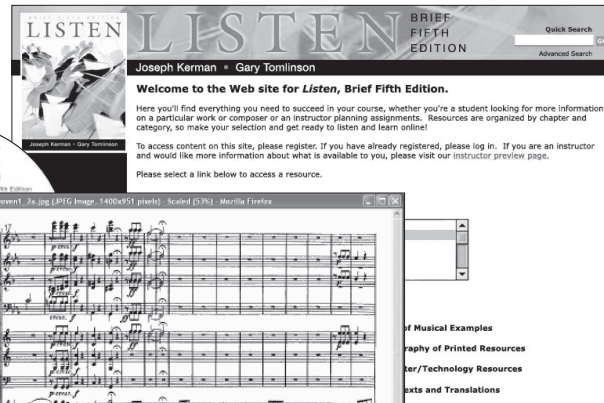 BRIEF FIFTH EDITION
LISTEN
Joseph Kerman • Gary Tomlinson
LISTEN
BRIEF
FIFTH
EDITION
Quick Search
Advanced Search
Joseph Kerman • Gary Tomlinson
Welcome to the Web site for Listen, Brief Fifth Edition.
Here you'll find everything you need to succeed in your course, whether you're a student looking for more information
on a particular work or composer or an instructor planning assignments. Resources are organized by chapter and
category, so make your selection and get ready to listen and learn online!
To access content on this site, please register. If you have already registered, please log in. If you are an instructor
and would like more information about what is available to you, please visit our instructor preview page.
Please select a link below to access a resource.
Edition
oven1_2a.jpg (JPEG Image, 1400x951 pixels) - Scaled (53%) - Mozilla Firefox
of Musical Examples
raphy of Printed Resources
ter/Technology Resources
exts and Translations